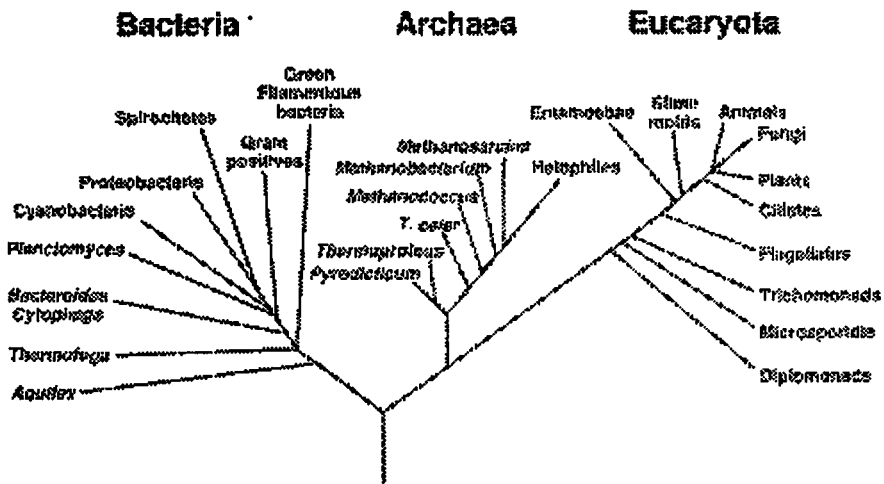 Bacteria
Archaea
Eucaryota
Green
Filamentous
bacteria
Spirochetes
Gram
positives
Proteobacteria
Cyanobacteria
Planctomyces
Bacteroides
Cytophaga
Thermotoga
Aquifex
Methanosarcina
Methanobacterium
Halophiles
Methanococcus
T. celer
Thermoproteus
Pyrodicticum
Entamoebae
Slime
molds
Animals
Fungi
Plants
Ciliates
Flagellates
Trichomonads
Microsporidia
Diplomonads